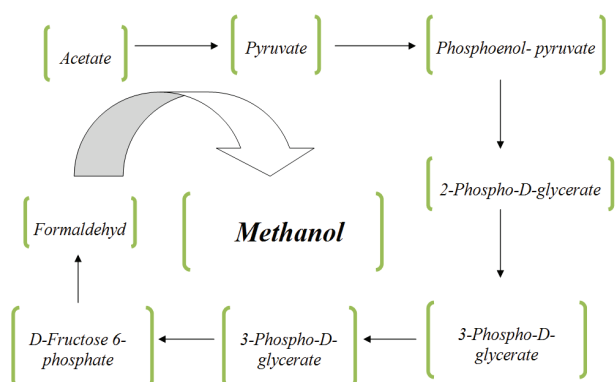 Acetate
Pyruvate
Phosphoenol- pyruvate
2-Phospho-D-glycerate
Formaldehyd
Methanol
D-Fructose 6-
phosphate
3-Phospho-D-
glycerate
3-Phospho-D-
glycerate